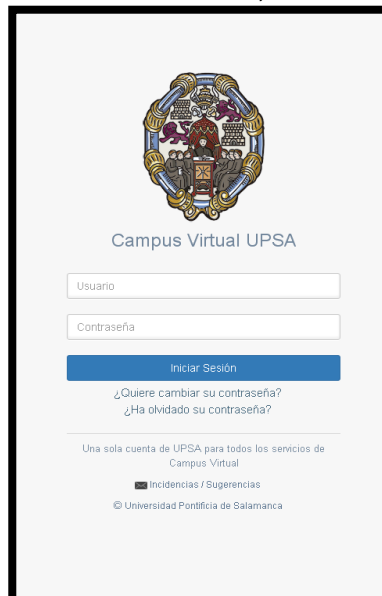 Campus Virtual UPSA
Usuario
Contraseña
Iniciar Sesión
¿Quiere cambiar su contraseña?
¿Ha olvidado su contraseña?
Una sola cuenta de UPSA para todos los servicios de
Campus Virtual
Incidencias / Sugerencias
© Universidad Pontificia de Salamanca